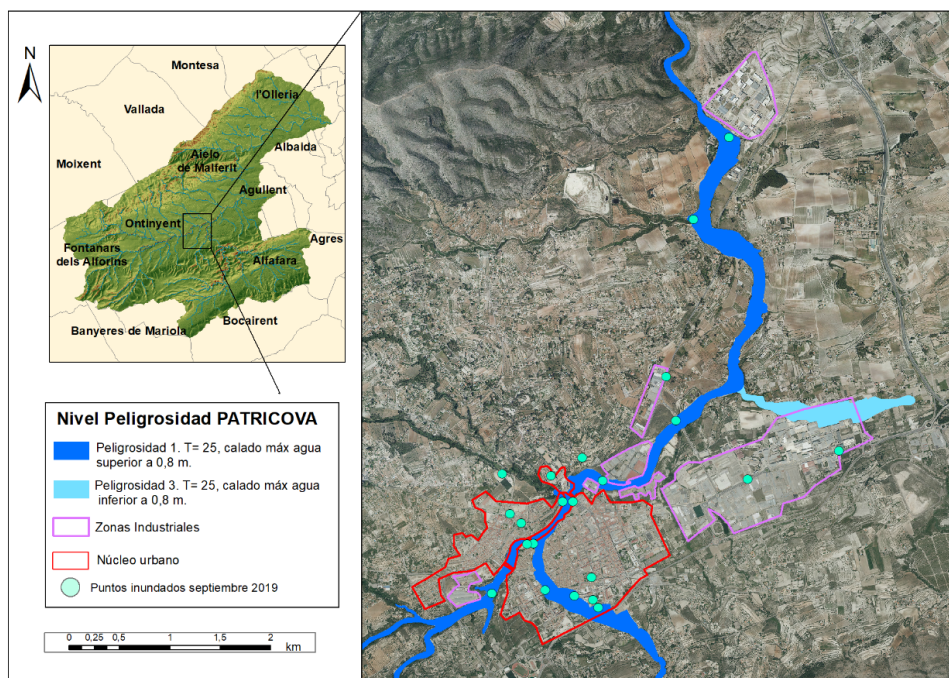 N
Montesa
l'Olleria
Vallada
Albaida
Aielo
de Malferit
Moixent
Agullent
Ontinyent
Agres
Fontanars
dels Alforins
Alfafara
Bocairent
Banyeres de Mariola
Nivel Peligrosidad PATRICOVA
Peligrosidad 1. T= 25, calado máx agua
superior a 0,8 m.
Peligrosidad 3. T= 25, calado máx agua
inferior a 0,8 m.
Zonas Industriales
Núcleo urbano
Puntos inundados septiembre 2019
0 0,25 0,5 1 1,5 2
km